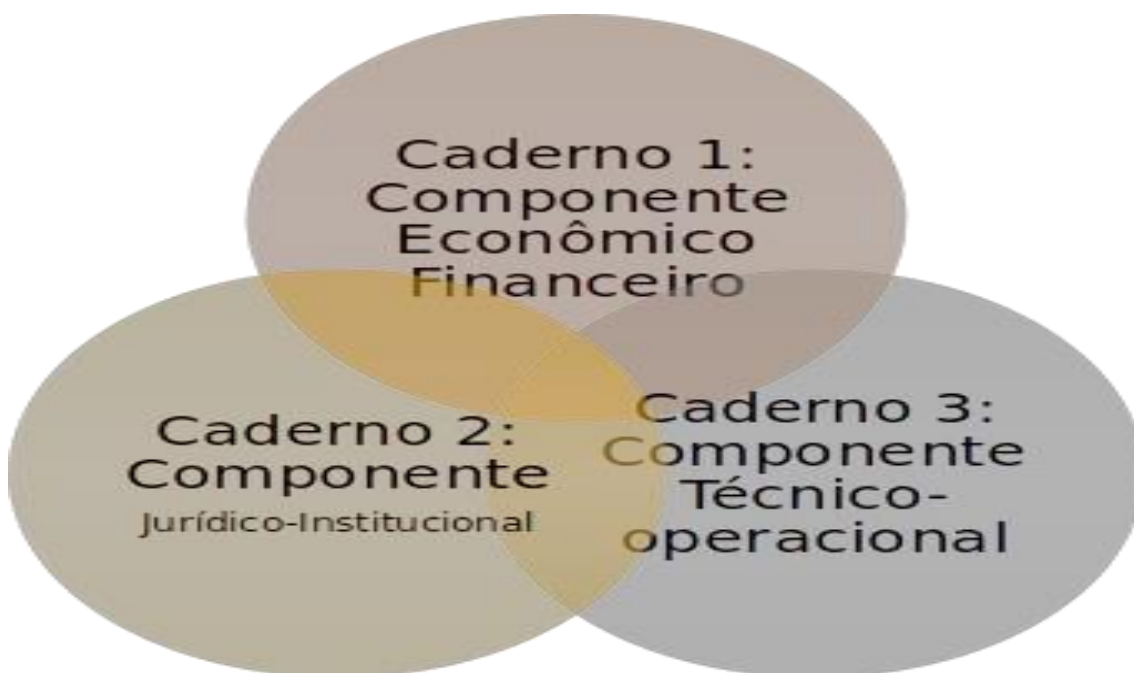 Caderno 1:
Componente
Econômico
Financeiro
Caderno 2:
Componente
Jurídico-Institucional
Caderno 3:
Componente
Técnico-
operacional